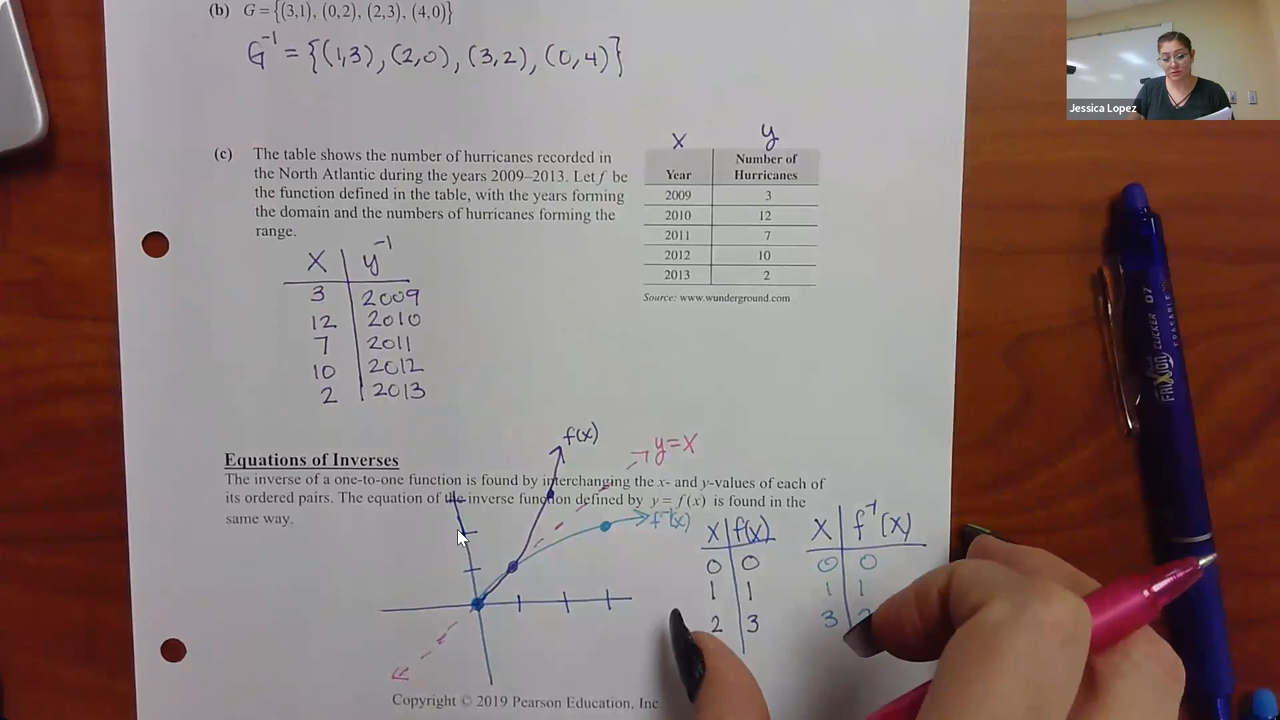 (b) G = {(3,1), (0,2), (2,3), (4,0)}
G⁻¹ = {(1,3), (2,0), (3,2), (0,4)}
Jessica Lopez
(c) The table shows the number of hurricanes recorded in
the North Atlantic during the years 2009–2013. Let f be
the function defined in the table, with the years forming
the domain and the numbers of hurricanes forming the
range.
x y
Year Number of Hurricanes
2009 3
2010 12
2011 7
2012 10
2013 2
Source: www.wunderground.com
X y⁻¹
3 2009
12 2010
7 2011
10 2012
2 2013
f(x)
y=x
Equations of Inverses
The inverse of a one-to-one function is found by interchanging the x- and y-values of each of
its ordered pairs. The equation of the inverse function defined by y = f(x) is found in the
same way.
f⁻¹(x)
X f(x)
0 0
1 1
2 3
X f⁻¹(x)
0 0
1 1
3
Copyright © 2019 Pearson Education, Inc.
FRIXION CLICKER 07